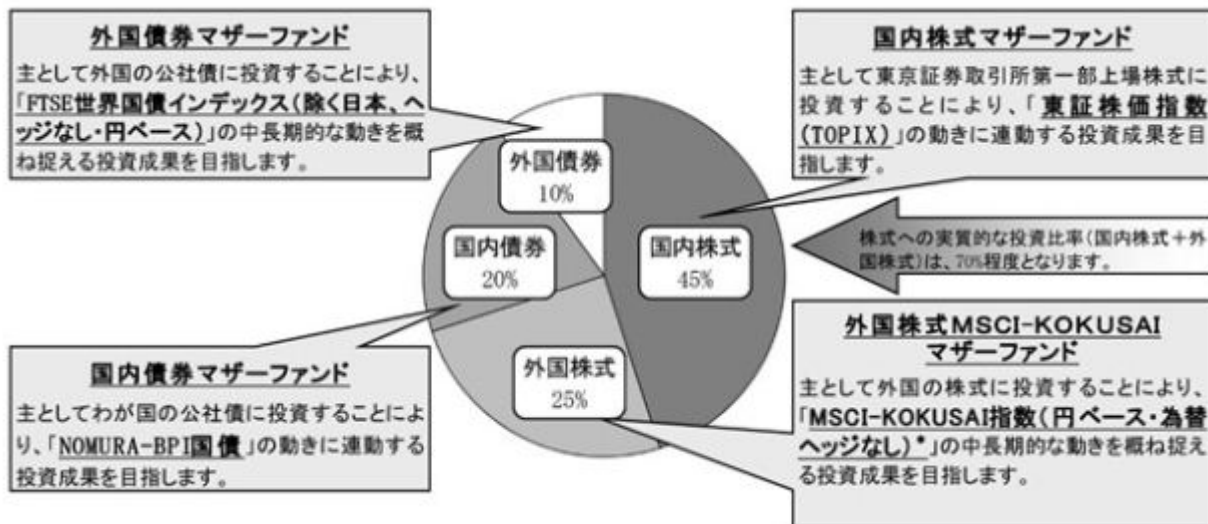 外国債券マザーファンド
主として外国の公社債に投資することにより、
「FTSE世界国債インデックス(除く日本、ヘ
ッジなし・円ベース)」の中長期的な動きを概
ね捉える投資成果を目指します。
国内株式マザーファンド
主として東京証券取引所第一部上場株式に
投資することにより、「東証株価指数
(TOPIX)」の動きに連動する投資成果を目
指します。
外国債券
10%
国内債券
20%
国内株式
45%
外国株式
25%
株式への実質的な投資比率(国内株式+外
国株式)は、70%程度となります。
国内債券マザーファンド
主としてわが国の公社債に投資することによ
り、「NOMURA-BPI国債」の動きに連動する
投資成果を目指します。
外国株式MSCI-KOKUSAI
マザーファンド
主として外国の株式に投資することにより、
「MSCI-KOKUSAI指数(円ベース・為替
ヘッジなし)*」の中長期的な動きを概ね捉え
る投資成果を目指します。